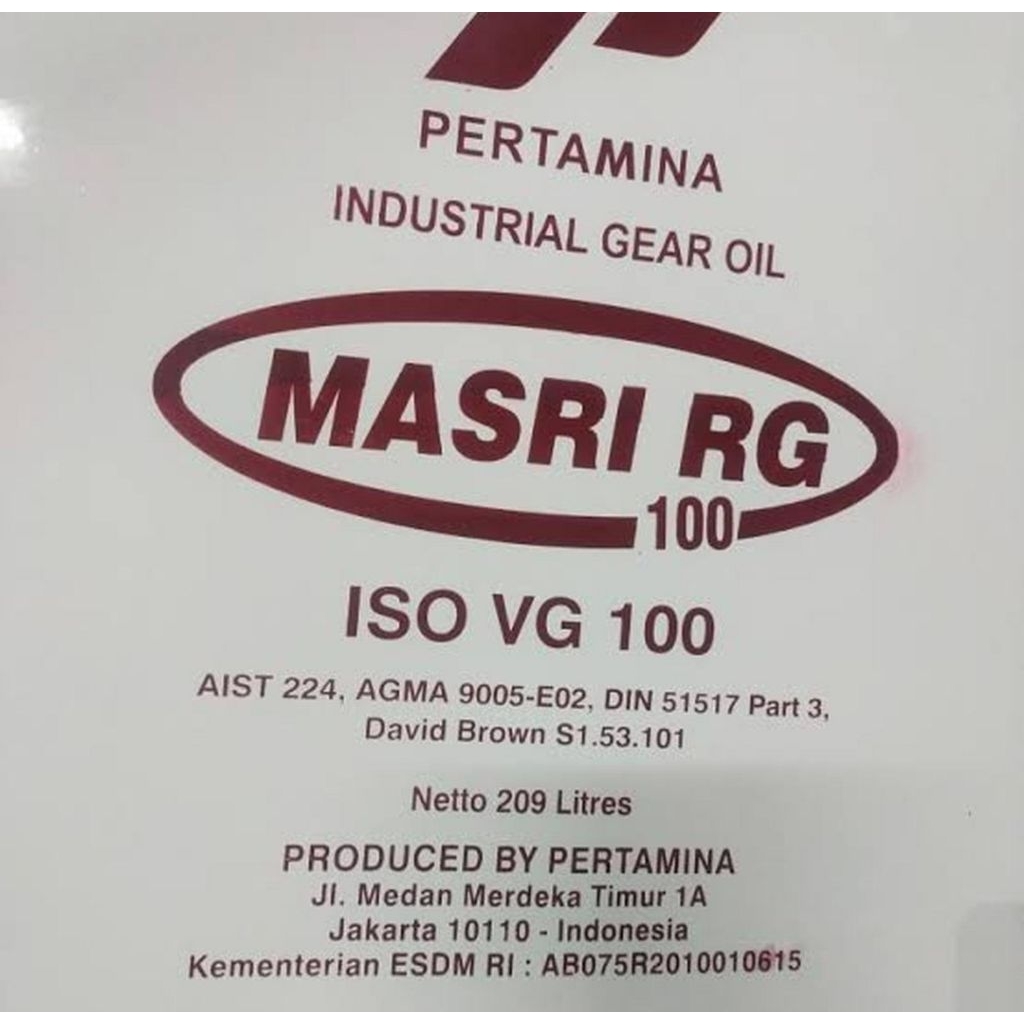 PERTAMINA
INDUSTRIAL GEAR OIL
MASRI RG
100
ISO VG 100
AIST 224, AGMA 9005-E02, DIN 51517 Part 3,
David Brown S1.53.101
Netto 209 Litres
PRODUCED BY PERTAMINA
Jl. Medan Merdeka Timur 1A
Jakarta 10110 - Indonesia
Kementerian ESDM RI : AB075R2010010615